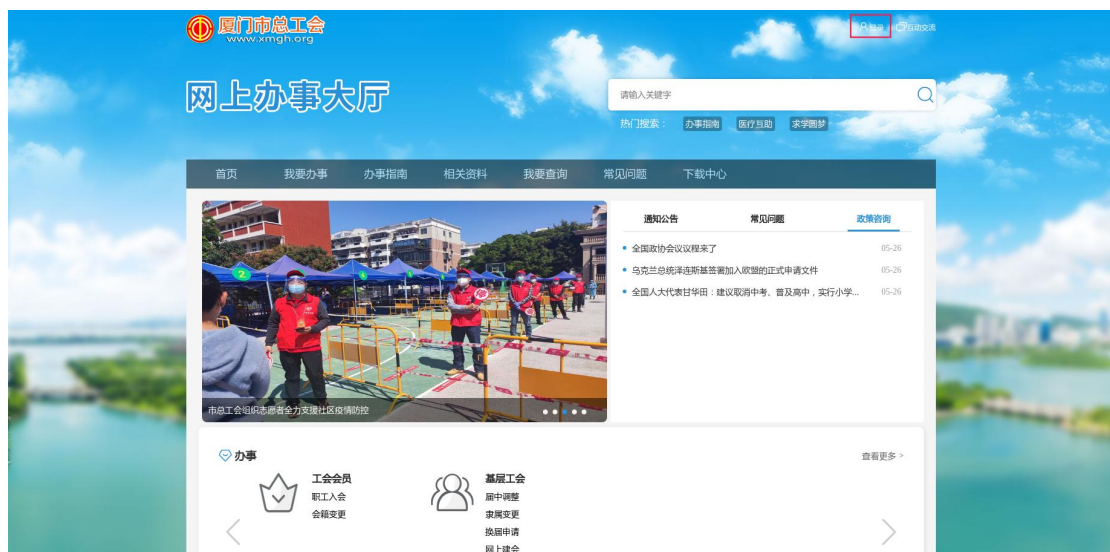 厦门市总工会
www.xmgh.org
登录
互动交流
网上办事大厅
请输入关键字
热门搜索：
办事指南
医疗互助
求学圆梦
首页
我要办事
办事指南
相关资料
我要查询
常见问题
下载中心
通知公告
常见问题
政策咨询
全国政协会议议程来了
05-26
乌克兰总统泽连斯基签署加入欧盟的正式申请文件
05-26
全国人大代表甘华田：建议取消中考、普及高中，实行小学...
05-26
市总工会组织志愿者全力支援社区疫情防控
办事
查看更多 >
工会会员
职工入会
会籍变更
基层工会
届中调整
隶属变更
换届申请
网上建会